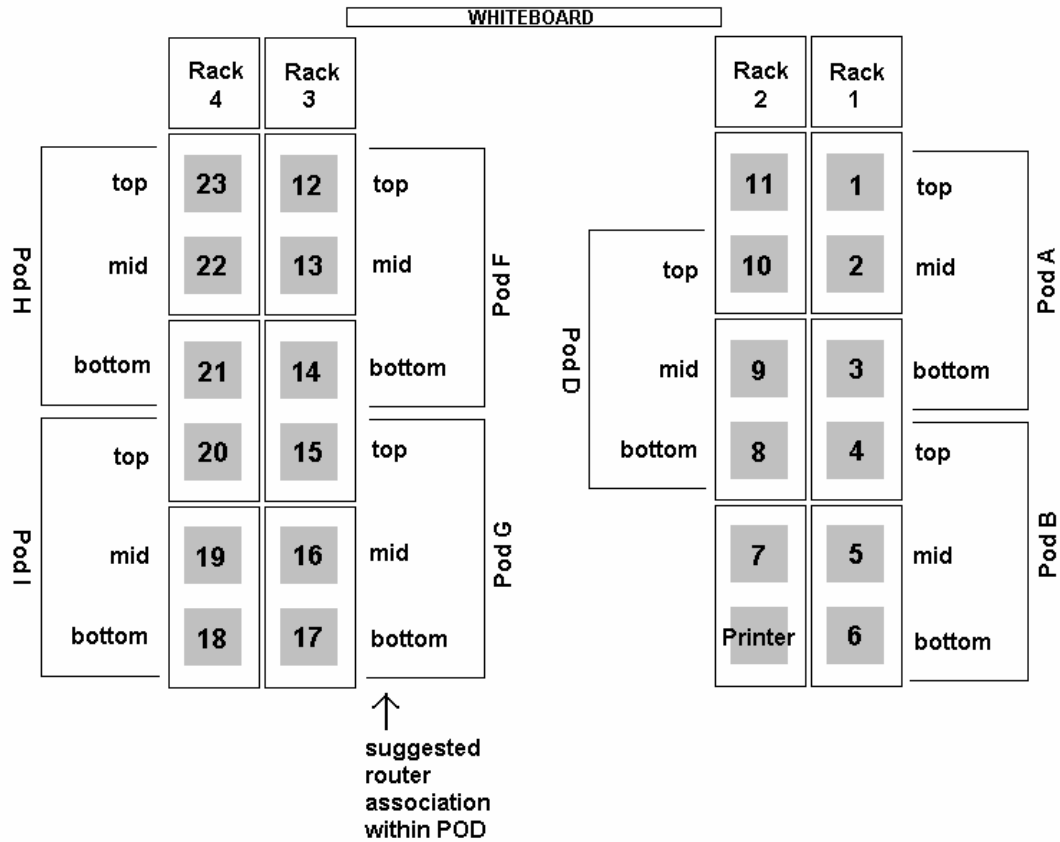 WHITEBOARD
Rack
4
Rack
3
Rack
2
Rack
1
Pod H
top
23
12
top
mid
22
13
mid
Pod F
bottom
21
14
bottom
Pod I
top
20
15
top
mid
19
16
mid
Pod G
bottom
18
17
bottom
11
1
top
Pod D
top
10
2
mid
Pod A
mid
9
3
bottom
bottom
8
4
top
7
5
mid
Pod B
Printer
6
bottom
suggested
router
association
within POD